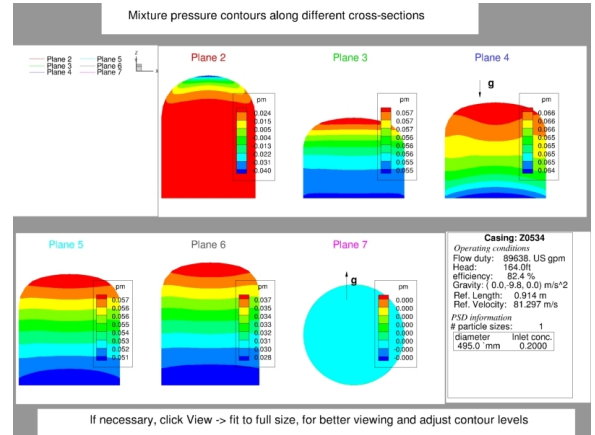 Mixture pressure contours along different cross-sections
Plane 2 Plane 5
Plane 3 Plane 6
Plane 4 Plane 7
z
x
Plane 2
pm
0.024
0.015
0.005
0.004
0.013
0.022
0.031
0.040
Plane 3
pm
0.057
0.057
0.057
0.056
0.056
0.056
0.055
0.055
Plane 4
g
pm
0.066
0.066
0.066
0.065
0.065
0.065
0.065
0.064
Plane 5
pm
0.057
0.056
0.055
0.054
0.053
0.052
0.051
Plane 6
pm
0.037
0.035
0.034
0.033
0.031
0.030
0.028
Plane 7
g
pm
0.000
0.000
0.000
0.000
-0.000
-0.000
-0.000
Casing: Z0534
Operating conditions
Flow duty: 89638. US gpm
Head: 164.0ft
efficiency: 82.4 %
Gravity: ( 0.0,-9.8, 0.0) m/s^2
Ref. Length: 0.914 m
Ref. Velocity: 81.297 m/s
PSD information
# particle sizes: 1
diameter Inlet conc.
495.0 `mm 0.2000
If necessary, click View -> fit to full size, for better viewing and adjust contour levels